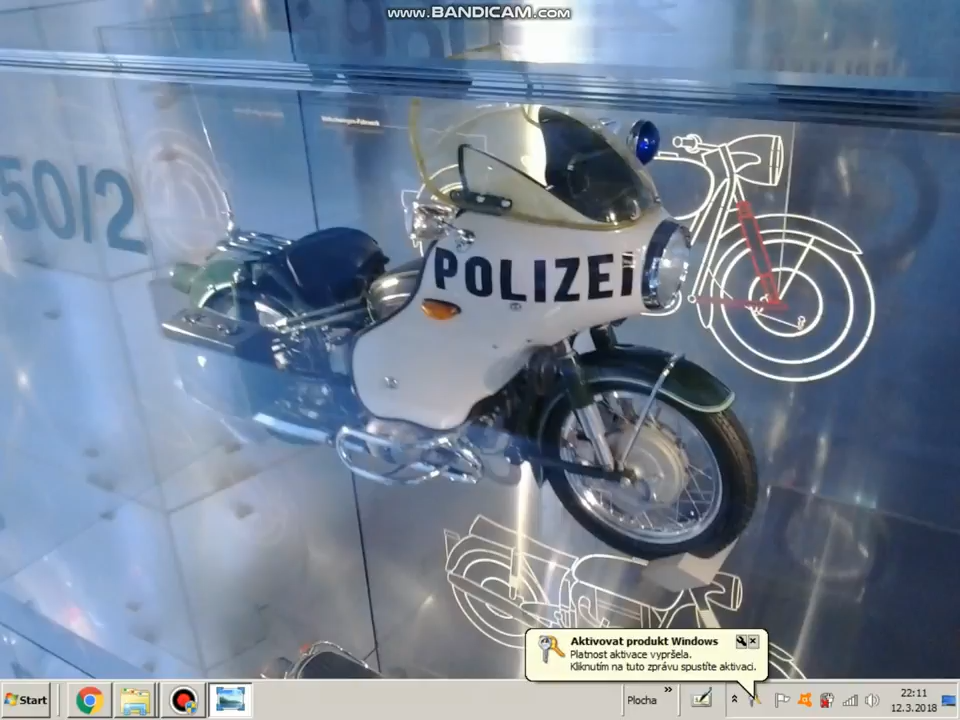 www.BANDICAM.com
50/2
POLIZEI
Aktivovat produkt Windows
Platnost aktivace vypršela.
Kliknutím na tuto zprávu spustíte aktivaci.
Start
Plocha
22:11
12.3.2018